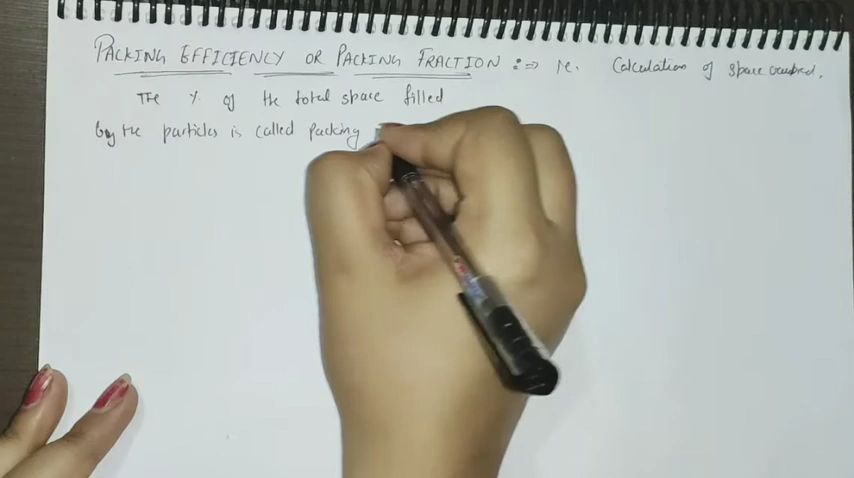 PACKING EFFICIENCY OR PACKING FRACTION :⇒ ie. Calculation of space occupied.
The % of the total space filled
by the particles is called packing